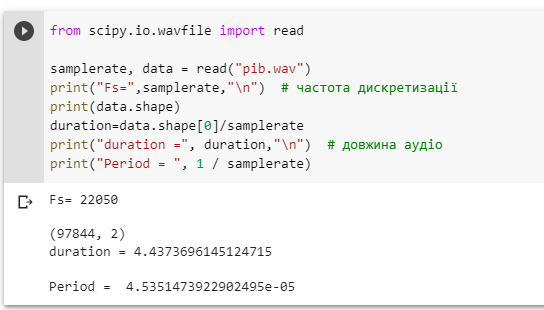 from scipy.io.wavfile import read
samplerate, data = read("pib.wav")
print("Fs=",samplerate,"\n")  # частота дискретизації
print(data.shape)
duration=data.shape[0]/samplerate
print("duration =", duration,"\n")  # довжина аудіо
print("Period = ", 1 / samplerate)
Fs= 22050
(97844, 2)
duration = 4.4373696145124715
Period =  4.5351473922902495e-05